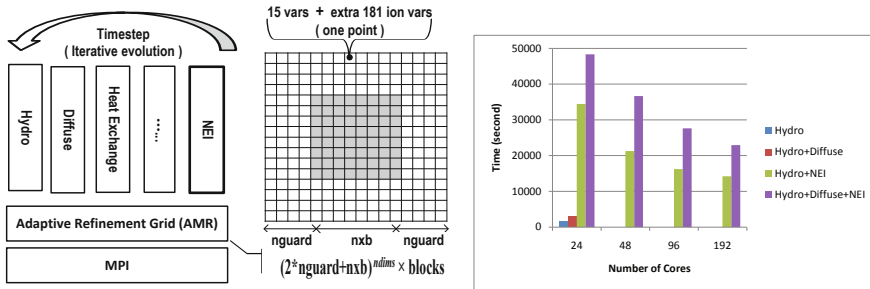 Timestep
( Iterative evolution )
Hydro
Diffuse
Heat Exchange
......
NEI
Adaptive Refinement Grid (AMR)
MPI
15 vars + extra 181 ion vars
( one point )
nguard nxb nguard
(2*nguard+nxb)^ndims × blocks
50000
40000
30000
20000
10000
0
Time (second)
24 48 96 192
Number of Cores
Hydro
Hydro+Diffuse
Hydro+NEI
Hydro+Diffuse+NEI